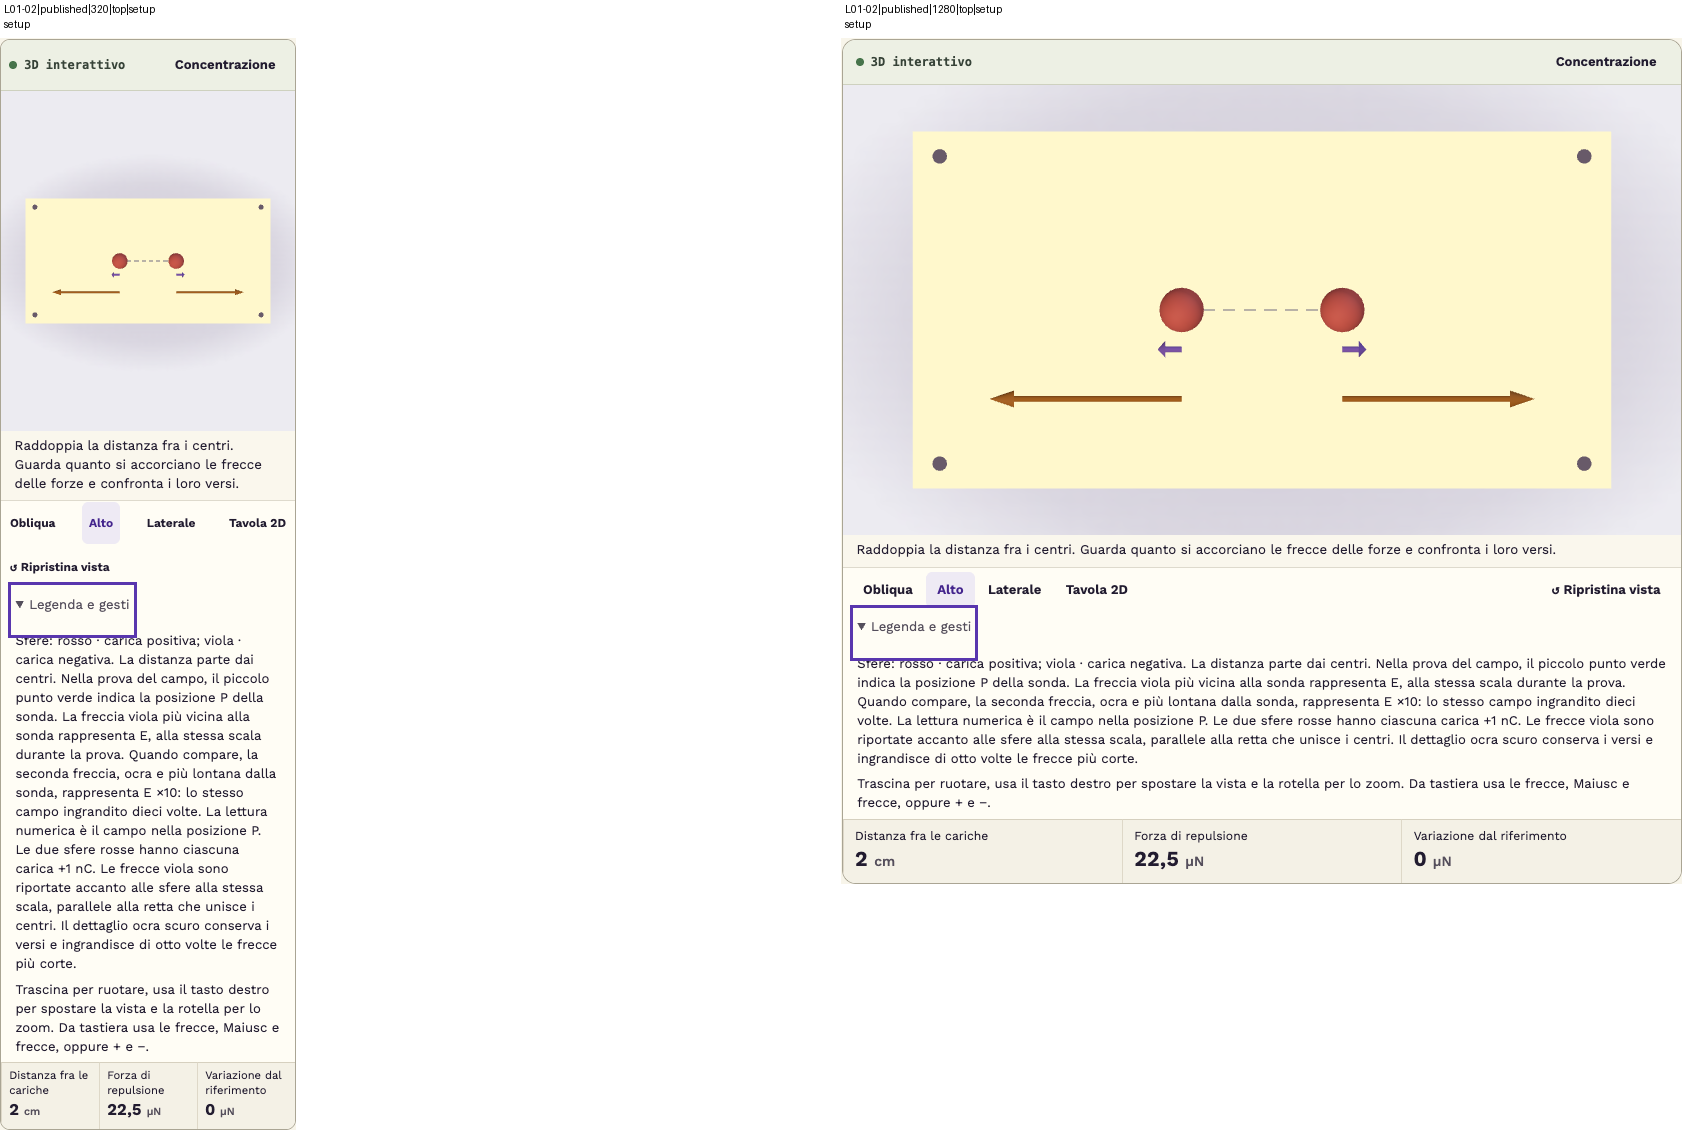 L01-02|published|320|top|setup
setup
3D interattivo
Concentrazione
Raddoppia la distanza fra i centri.
Guarda quanto si accorciano le frecce
delle forze e confronta i loro versi.
Obliqua Alto Laterale Tavola 2D
↺ Ripristina vista
▼ Legenda e gesti
Sfere: rosso · carica positiva; viola ·
carica negativa. La distanza parte dai
centri. Nella prova del campo, il piccolo
punto verde indica la posizione P della
sonda. La freccia viola più vicina alla
sonda rappresenta E, alla stessa scala
durante la prova. Quando compare, la
seconda freccia, ocra e più lontana dalla
sonda, rappresenta E ×10: lo stesso
campo ingrandito dieci volte. La lettura
numerica è il campo nella posizione P.
Le due sfere rosse hanno ciascuna
carica +1 nC. Le frecce viola sono
riportate accanto alle sfere alla stessa
scala, parallele alla retta che unisce i
centri. Il dettaglio ocra scuro conserva i
versi e ingrandisce di otto volte le frecce
più corte.
Trascina per ruotare, usa il tasto destro
per spostare la vista e la rotella per lo
zoom. Da tastiera usa le frecce, Maiusc e
frecce, oppure + e −.
Distanza fra le
cariche
2 cm
Forza di
repulsione
22,5 µN
Variazione dal
riferimento
0 µN
L01-02|published|1280|top|setup
setup
3D interattivo
Concentrazione
Raddoppia la distanza fra i centri. Guarda quanto si accorciano le frecce delle forze e confronta i loro versi.
Obliqua Alto Laterale Tavola 2D ↺ Ripristina vista
▼ Legenda e gesti
Sfere: rosso · carica positiva; viola · carica negativa. La distanza parte dai centri. Nella prova del campo, il piccolo punto verde
indica la posizione P della sonda. La freccia viola più vicina alla sonda rappresenta E, alla stessa scala durante la prova.
Quando compare, la seconda freccia, ocra e più lontana dalla sonda, rappresenta E ×10: lo stesso campo ingrandito dieci
volte. La lettura numerica è il campo nella posizione P. Le due sfere rosse hanno ciascuna carica +1 nC. Le frecce viola sono
riportate accanto alle sfere alla stessa scala, parallele alla retta che unisce i centri. Il dettaglio ocra scuro conserva i versi e
ingrandisce di otto volte le frecce più corte.
Trascina per ruotare, usa il tasto destro per spostare la vista e la rotella per lo zoom. Da tastiera usa le frecce, Maiusc e
frecce, oppure + e −.
Distanza fra le cariche
2 cm
Forza di repulsione
22,5 µN
Variazione dal riferimento
0 µN